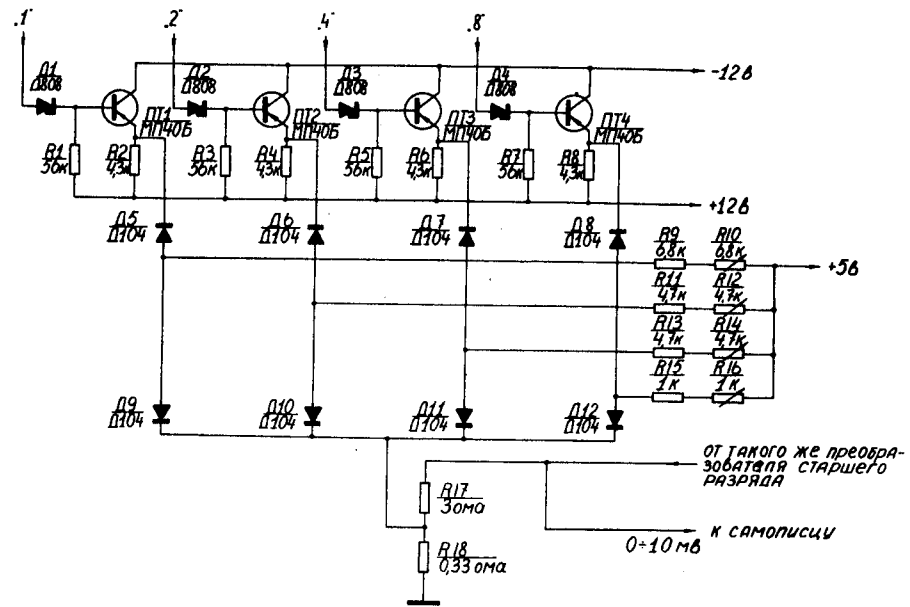 "1"
"2"
"4"
"8"
Д1
Д808
Д2
Д808
Д3
Д808
Д4
Д808
-12в
ПТ1
МП40Б
ПТ2
МП40Б
ПТ3
МП40Б
ПТ4
МП40Б
R1
56к
R2
4,3к
R3
56к
R4
4,3к
R5
56к
R6
4,3к
R7
56к
R8
4,3к
+12в
Д5
Д104
Д6
Д104
Д7
Д104
Д8
Д104
R9
6,8к
R10
6,8к
+5в
R11
4,7к
R12
4,7к
R13
4,7к
R14
4,7к
R15
1к
R16
1к
Д9
Д104
Д10
Д104
Д11
Д104
Д12
Д104
от такого же преобра-
зователя старшего
разряда
R17
3 ома
к самописцу
0÷10 мв
R18
0,33 ома